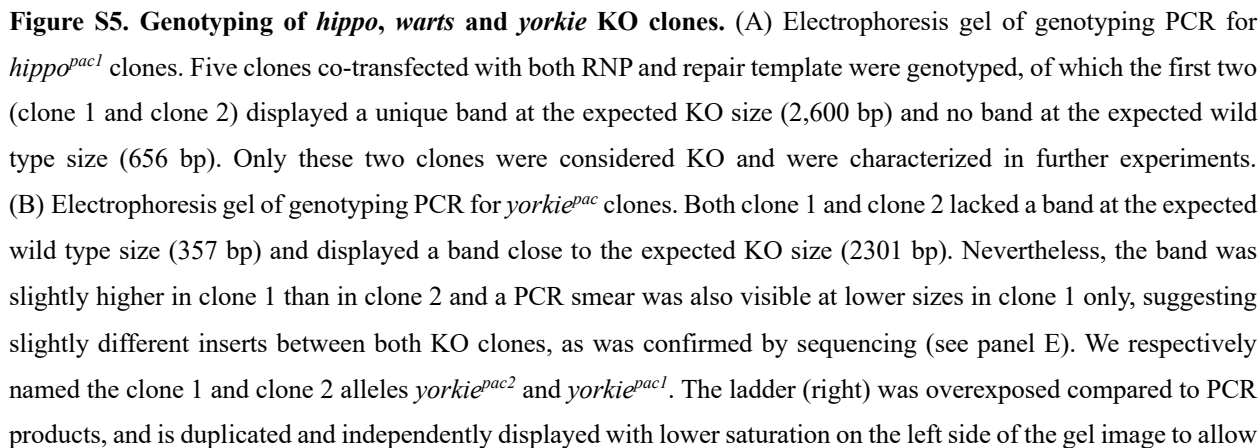 Figure S5. Genotyping of hippo, warts and yorkie KO clones. (A) Electrophoresis gel of genotyping PCR for
hippo^pac1 clones. Five clones co-transfected with both RNP and repair template were genotyped, of which the first two
(clone 1 and clone 2) displayed a unique band at the expected KO size (2,600 bp) and no band at the expected wild
type size (656 bp). Only these two clones were considered KO and were characterized in further experiments.
(B) Electrophoresis gel of genotyping PCR for yorkie^pac clones. Both clone 1 and clone 2 lacked a band at the expected
wild type size (357 bp) and displayed a band close to the expected KO size (2301 bp). Nevertheless, the band was
slightly higher in clone 1 than in clone 2 and a PCR smear was also visible at lower sizes in clone 1 only, suggesting
slightly different inserts between both KO clones, as was confirmed by sequencing (see panel E). We respectively
named the clone 1 and clone 2 alleles yorkie^pac2 and yorkie^pac1. The ladder (right) was overexposed compared to PCR
products, and is duplicated and independently displayed with lower saturation on the left side of the gel image to allow